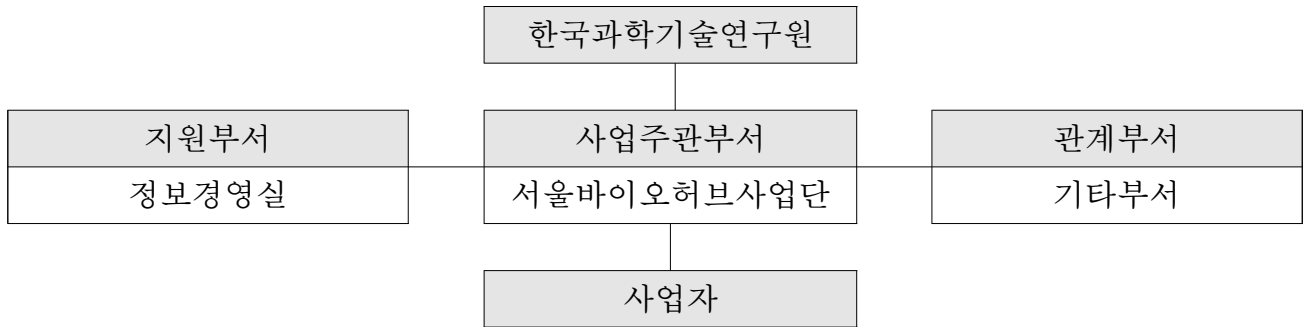 한국과학기술연구원
지원부서 사업주관부서 관계부서
정보경영실 서울바이오허브사업단 기타부서
사업자